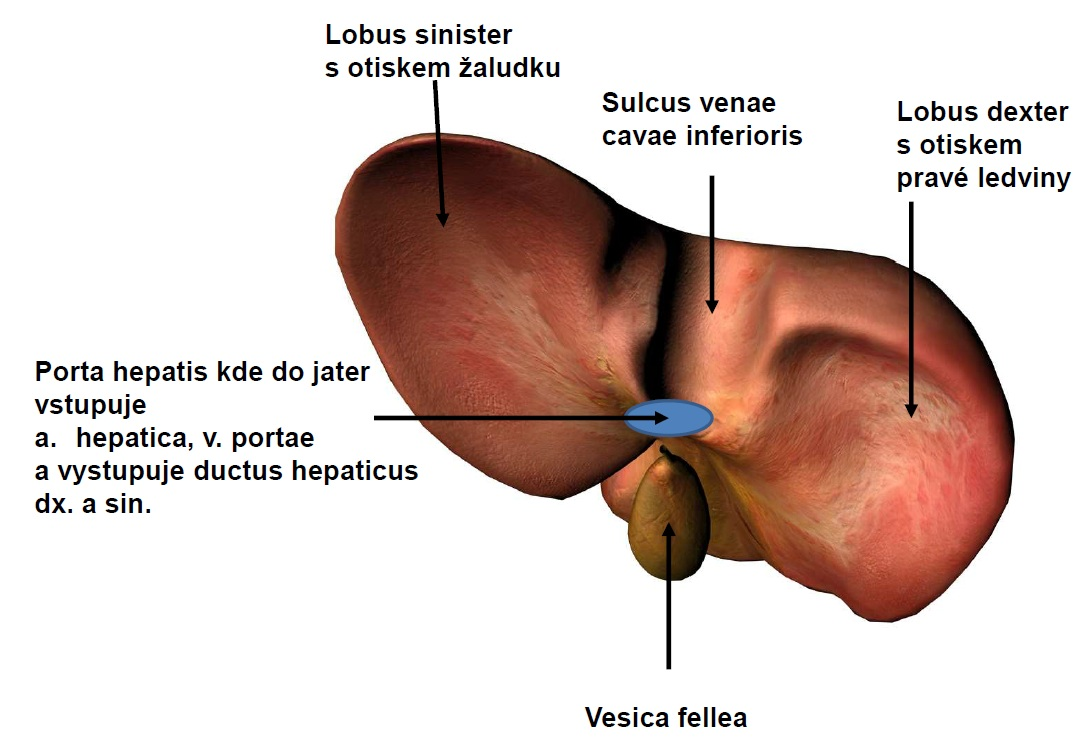 Lobus sinister
s otiskem žaludku
Sulcus venae
cavae inferioris
Lobus dexter
s otiskem
pravé ledviny
Porta hepatis kde do jater
vstupuje
a. hepatica, v. portae
a vystupuje ductus hepaticus
dx. a sin.
Vesica fellea